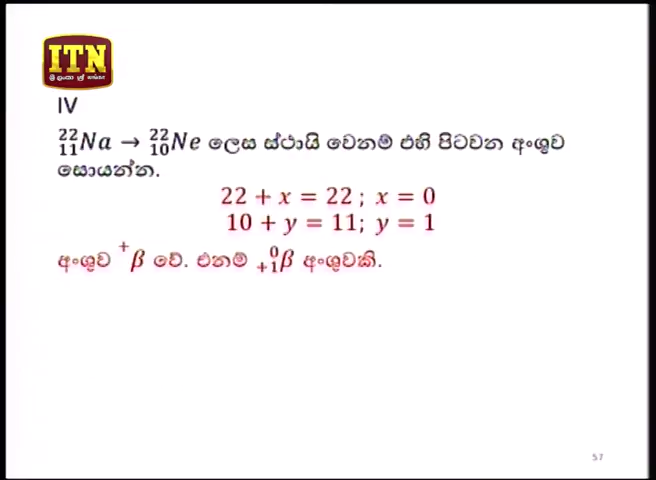 ITN
ශ්‍රී ලංකා ගේ නෙත්තා
IV
²²₁₁Na → ²²₁₀Ne ලෙස ස්ථායි වෙනම් එහි පිටවන අංශුව
සොයන්න.
22 + x = 22 ; x = 0
10 + y = 11; y = 1
අංශුව ⁺β වේ. එනම් ⁰₊₁β අංශුවකි.
57